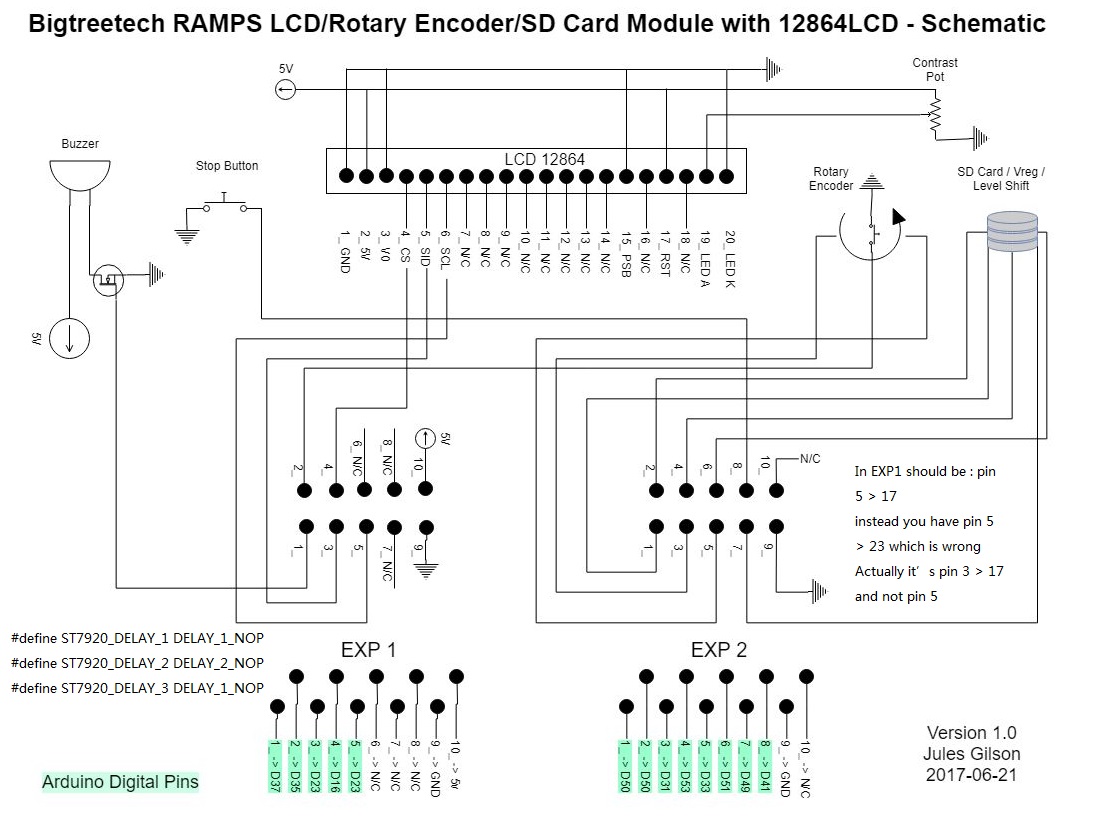 Bigtreetech RAMPS LCD/Rotary Encoder/SD Card Module with 12864LCD - Schematic
5V
Contrast
Pot
Buzzer
Stop Button
LCD 12864
Rotary
Encoder
SD Card / Vreg /
Level Shift
1_GND
2_5V
3_V0
4_CS
5_SID
6_SCL
7_N/C
8_N/C
9_N/C
10_N/C
11_N/C
12_N/C
13_N/C
14_N/C
15_PSB
16_N/C
17_RST
18_N/C
19_LED A
20_LED K
5V
2_
4_
6_N/C
8_N/C
10_
5V
1_
3_
5_
7_N/C
9_
2_
4_
6_
8_
10_
N/C
1_
3_
5_
7_
9_
In EXP1 should be : pin
5 > 17
instead you have pin 5
> 23 which is wrong
Actually it's pin 3 > 17
and not pin 5
#define ST7920_DELAY_1 DELAY_1_NOP
#define ST7920_DELAY_2 DELAY_2_NOP
#define ST7920_DELAY_3 DELAY_1_NOP
EXP 1
1_-> D37
2_-> D35
3_-> D23
4_-> D16
5_-> D23
6_-> N/C
7_-> N/C
8_-> N/C
9_-> GND
10_-> 5v
EXP 2
1_-> D50
2_-> D50
3_-> D31
4_-> D53
5_-> D33
6_-> D51
7_-> D49
8_-> D41
9_-> GND
10_-> N/C
Arduino Digital Pins
Version 1.0
Jules Gilson
2017-06-21